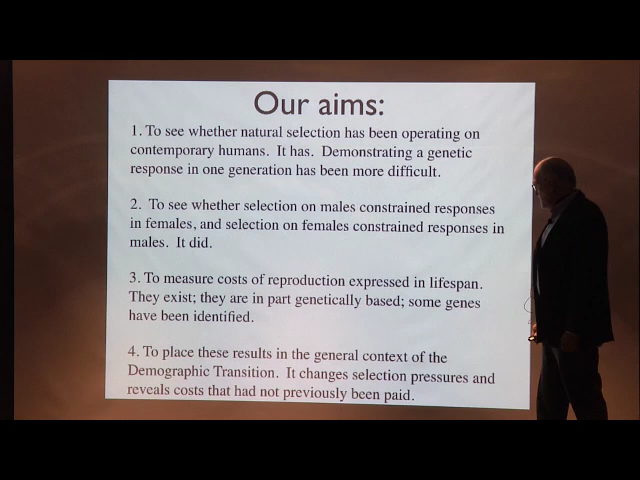 Our aims:
1. To see whether natural selection has been operating on
contemporary humans. It has. Demonstrating a genetic
response in one generation has been more difficult.
2. To see whether selection on males constrained responses
in females, and selection on females constrained responses in
males. It did.
3. To measure costs of reproduction expressed in lifespan.
They exist; they are in part genetically based; some genes
have been identified.
4. To place these results in the general context of the
Demographic Transition. It changes selection pressures and
reveals costs that had not previously been paid.